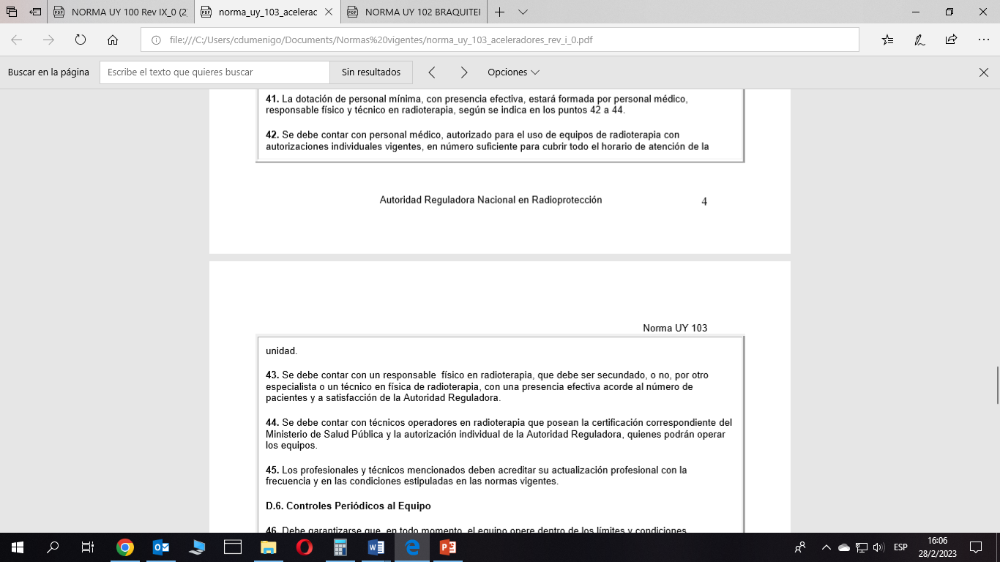 NORMA UY 100 Rev IX_0 (2)
norma_uy_103_acelerac
NORMA UY 102 BRAQUITEI
file:///C:/Users/cdumenigo/Documents/Normas%20vigentes/norma_uy_103_aceleradores_rev_i_0.pdf
Buscar en la página
Escribe el texto que quieres buscar
Sin resultados
Opciones
41. La dotación de personal mínima, con presencia efectiva, estará formada por personal médico,
responsable físico y técnico en radioterapia, según se indica en los puntos 42 a 44.
42. Se debe contar con personal médico, autorizado para el uso de equipos de radioterapia con
autorizaciones individuales vigentes, en número suficiente para cubrir todo el horario de atención de la
Autoridad Reguladora Nacional en Radioprotección 4
Norma UY 103
unidad.
43. Se debe contar con un responsable físico en radioterapia, que debe ser secundado, o no, por otro
especialista o un técnico en física de radioterapia, con una presencia efectiva acorde al número de
pacientes y a satisfacción de la Autoridad Reguladora.
44. Se debe contar con técnicos operadores en radioterapia que posean la certificación correspondiente del
Ministerio de Salud Pública y la autorización individual de la Autoridad Reguladora, quienes podrán operar
los equipos.
45. Los profesionales y técnicos mencionados deben acreditar su actualización profesional con la
frecuencia y en las condiciones estipuladas en las normas vigentes.
D.6. Controles Periódicos al Equipo
46. Debe garantizarse que, en todo momento, el equipo opere dentro de los límites y condiciones
ESP
16:06
28/2/2023